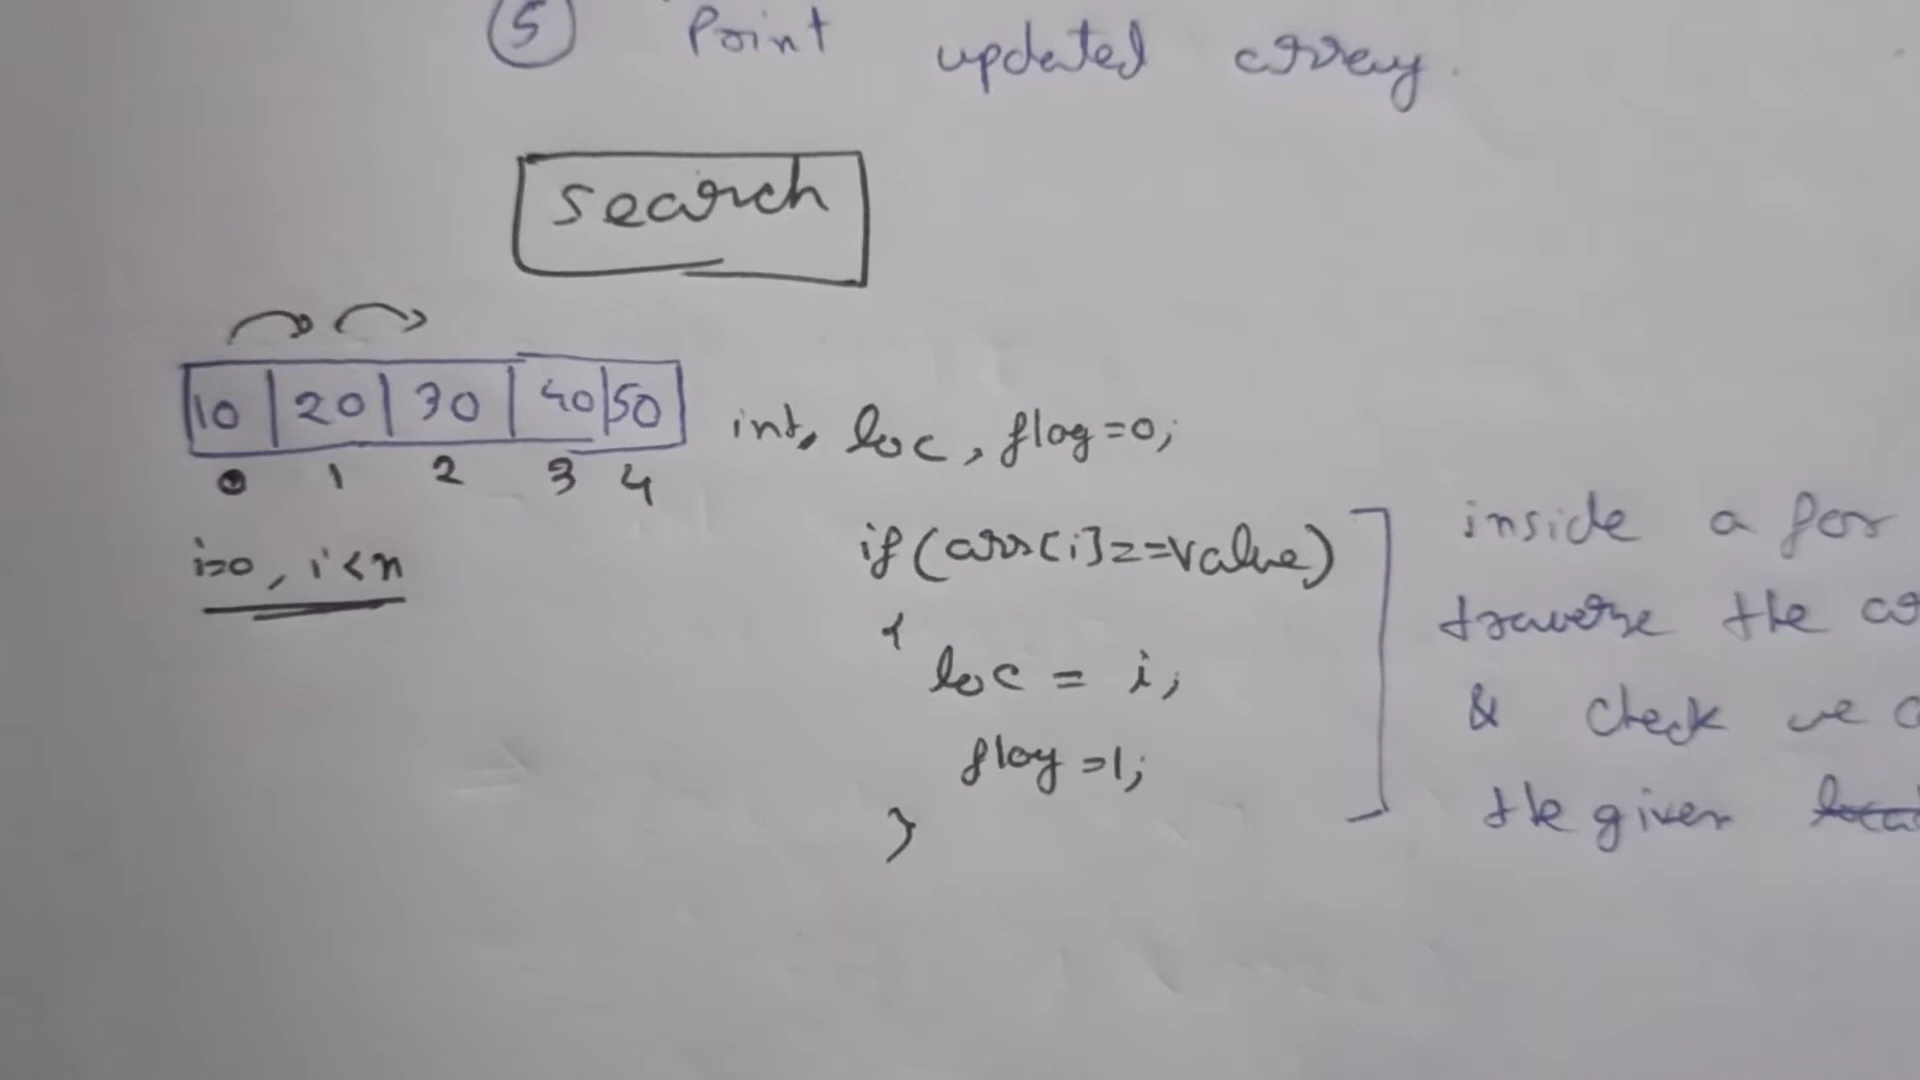 5 Print updated array.
search
10 20 30 40 50
0 1 2 3 4
i=0, i<n
int, loc, flag=0;
if(arr[i]==value)
{
loc = i;
flag=1;
}
inside a for
traverse the
& check we
the given